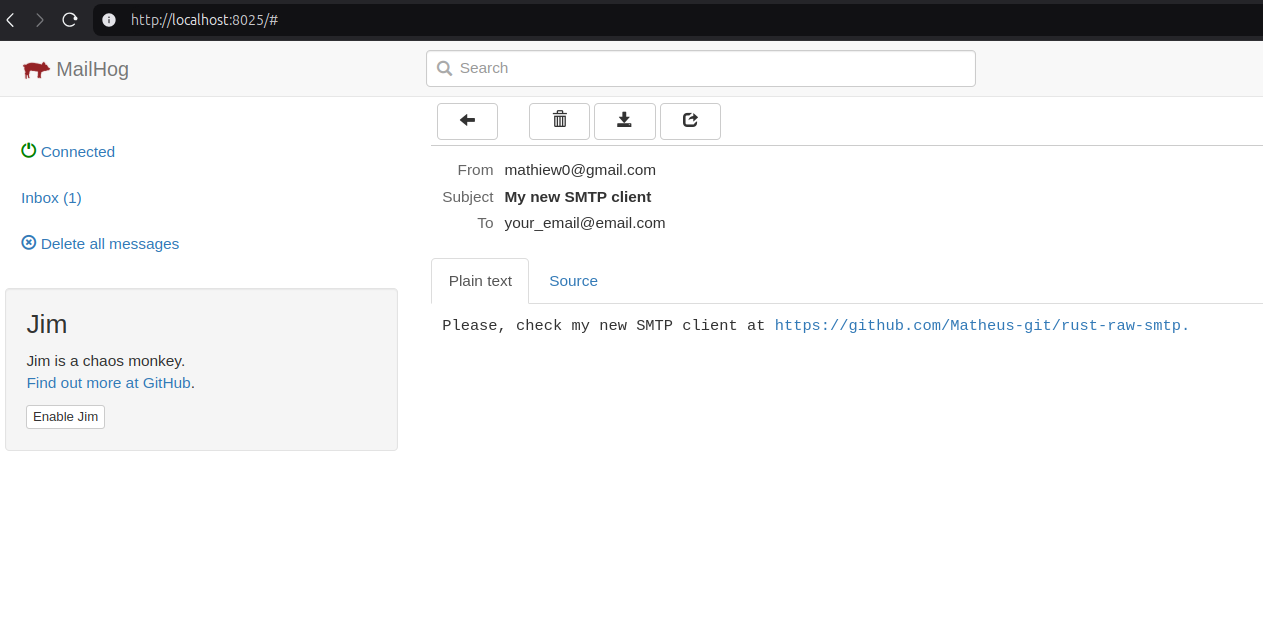 http://localhost:8025/#
MailHog
Search
Connected
Inbox (1)
Delete all messages
Jim
Jim is a chaos monkey.
Find out more at GitHub.
Enable Jim
From mathiew0@gmail.com
Subject My new SMTP client
To your_email@email.com
Plain text Source
Please, check my new SMTP client at https://github.com/Matheus-git/rust-raw-smtp.